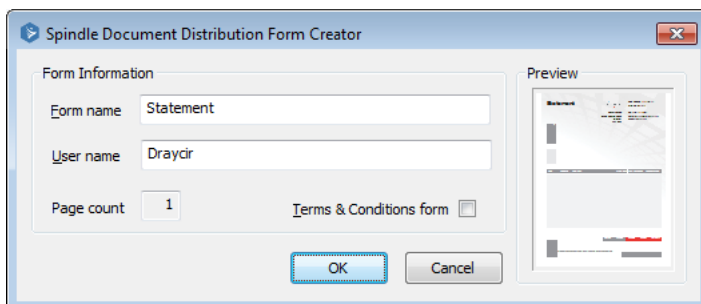 Spindle Document Distribution Form Creator
Form Information
Form name Statement
User name Draycir
Page count 1 Terms & Conditions form
OK Cancel
Preview
Statement